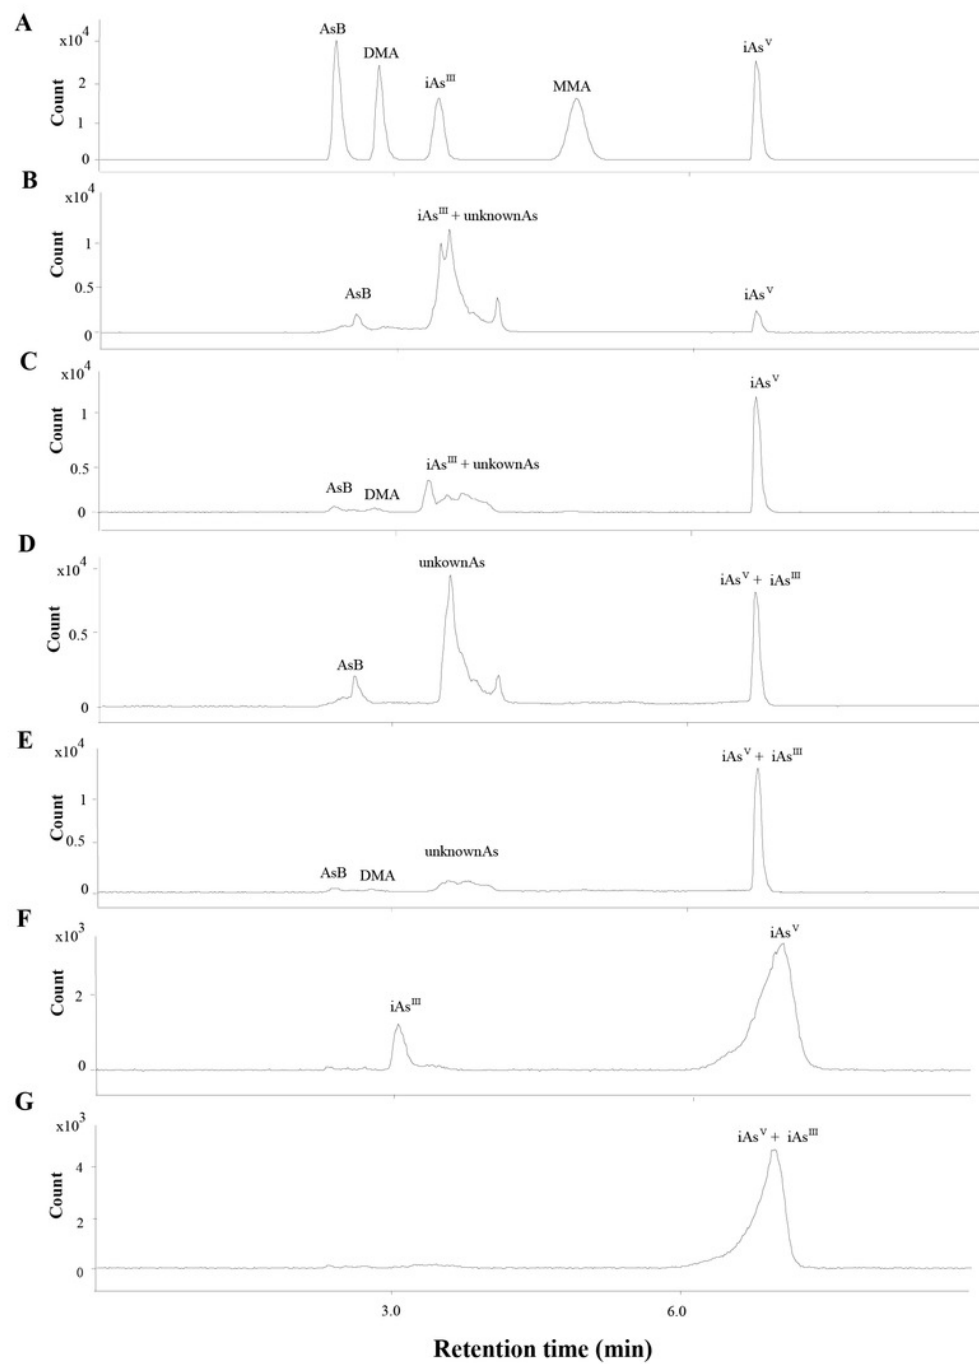 A
x10⁴
Count
2
1
0
AsB
DMA
iAsᴵᴵᴵ
MMA
iAsⱽ
B
x10⁴
Count
1
0.5
0
AsB
iAsᴵᴵᴵ + unknownAs
iAsⱽ
C
x10⁴
Count
1
0.5
0
AsB
DMA
iAsᴵᴵᴵ + unkownAs
iAsⱽ
D
x10⁴
Count
0.5
0
AsB
unkownAs
iAsⱽ + iAsᴵᴵᴵ
E
x10⁴
Count
1
0.5
0
AsB
DMA
unknownAs
iAsⱽ + iAsᴵᴵᴵ
F
x10³
Count
2
0
iAsᴵᴵᴵ
iAsⱽ
G
x10³
Count
4
2
0
iAsⱽ + iAsᴵᴵᴵ
3.0
6.0
Retention time (min)